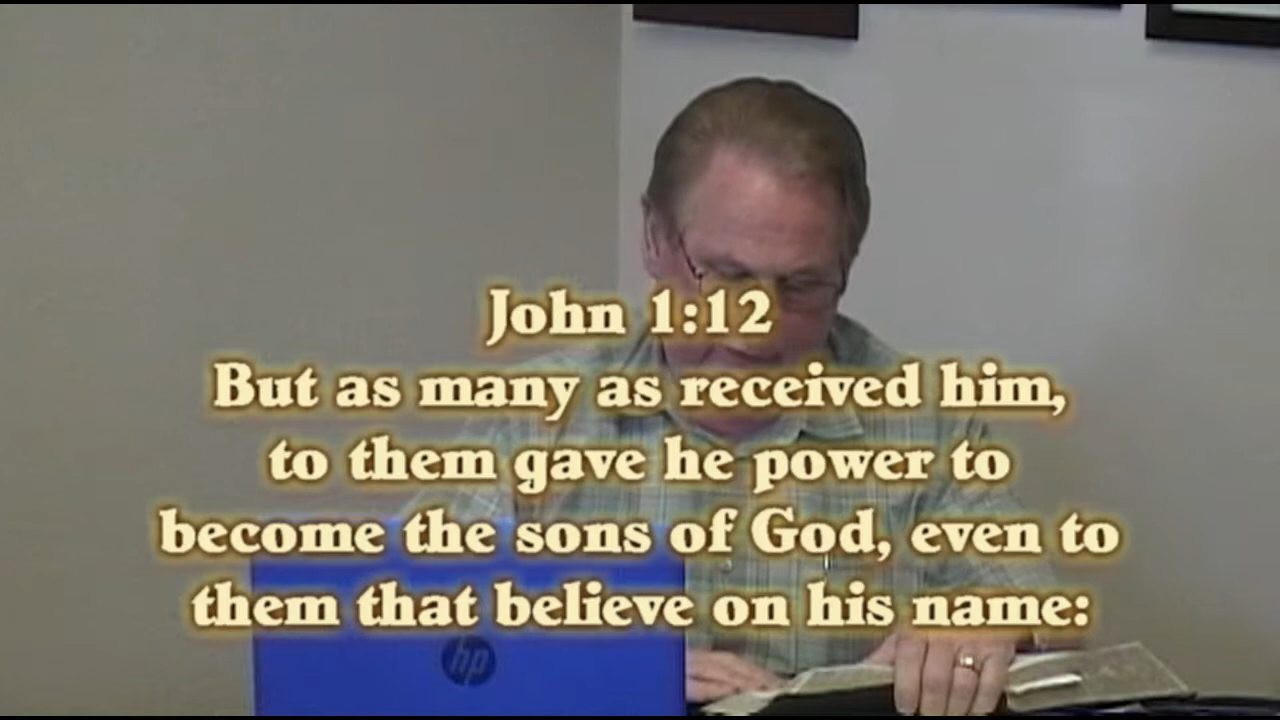 John 1:12
But as many as received him,
to them gave he power to
become the sons of God, even to
them that believe on his name:
hp